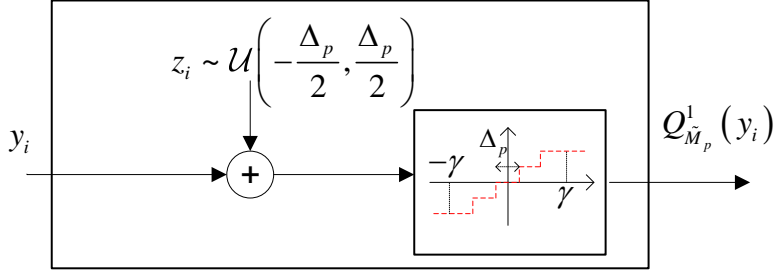 z_i ~ 𝒰(-Δ_p/2, Δ_p/2)
y_i
+
Δ_p
-γ
γ
Q^1_{M̃_p}(y_i)